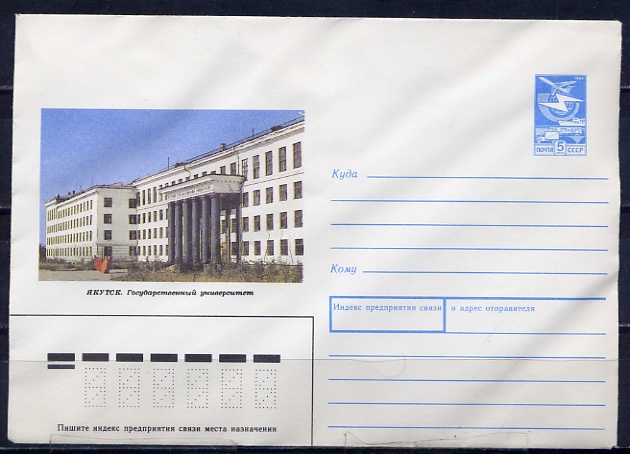 ПОЧТА 5 СССР
Куда
ЯКУТСК. Государственный университет
Кому
Индекс предприятия связи и адрес отправителя
Пишите индекс предприятия связи места назначения